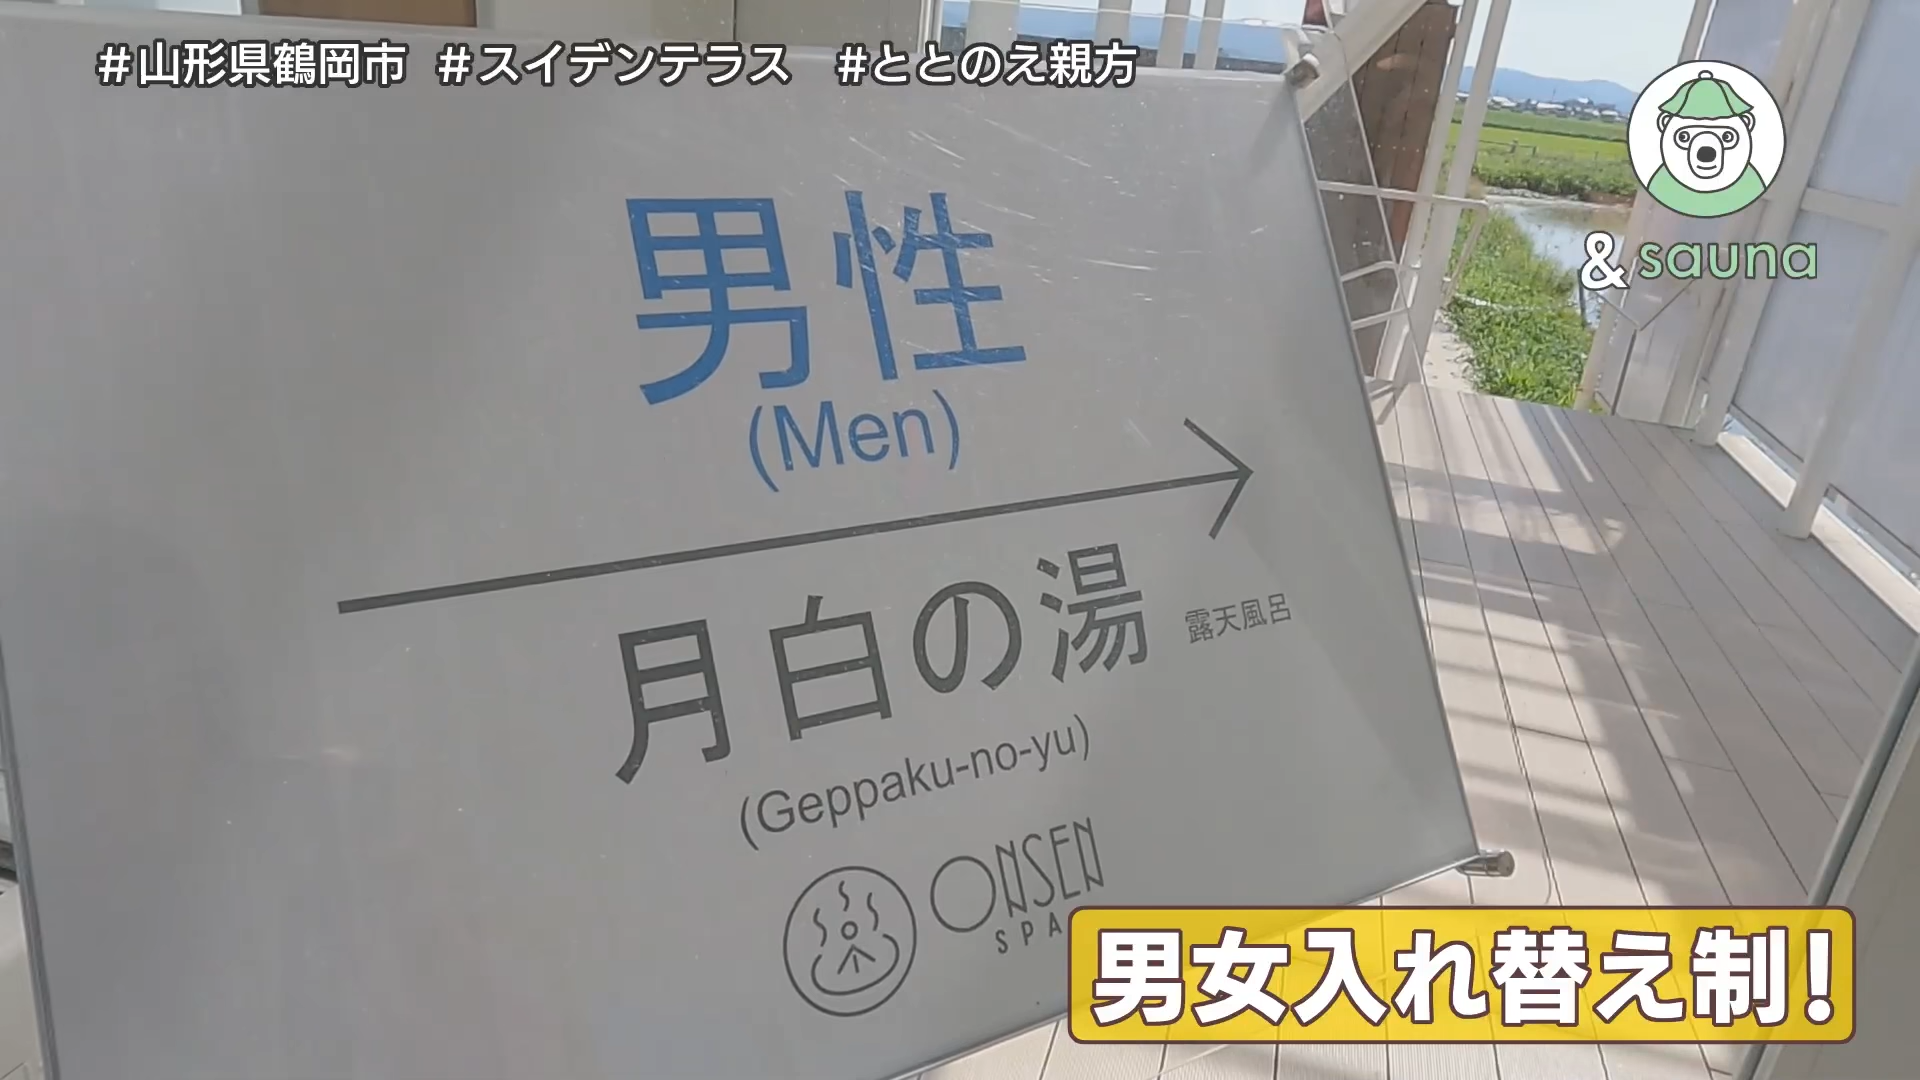 #山形県鶴岡市 #スイデンテラス #ととのえ親方
& sauna
男性
(Men)
月白の湯 露天風呂
(Geppaku-no-yu)
ONSEN
男女入れ替え制!